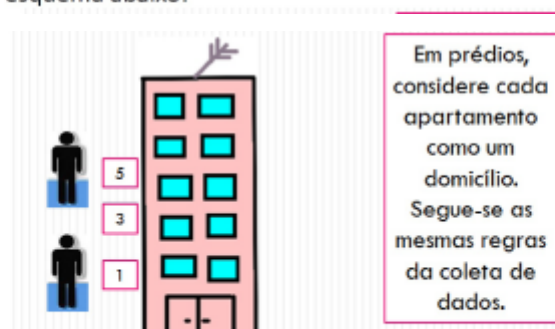 esquema abaixo:
Em prédios,
considere cada
apartamento
como um
domicílio.
Segue-se as
mesmas regras
da coleta de
dados.
5
3
1